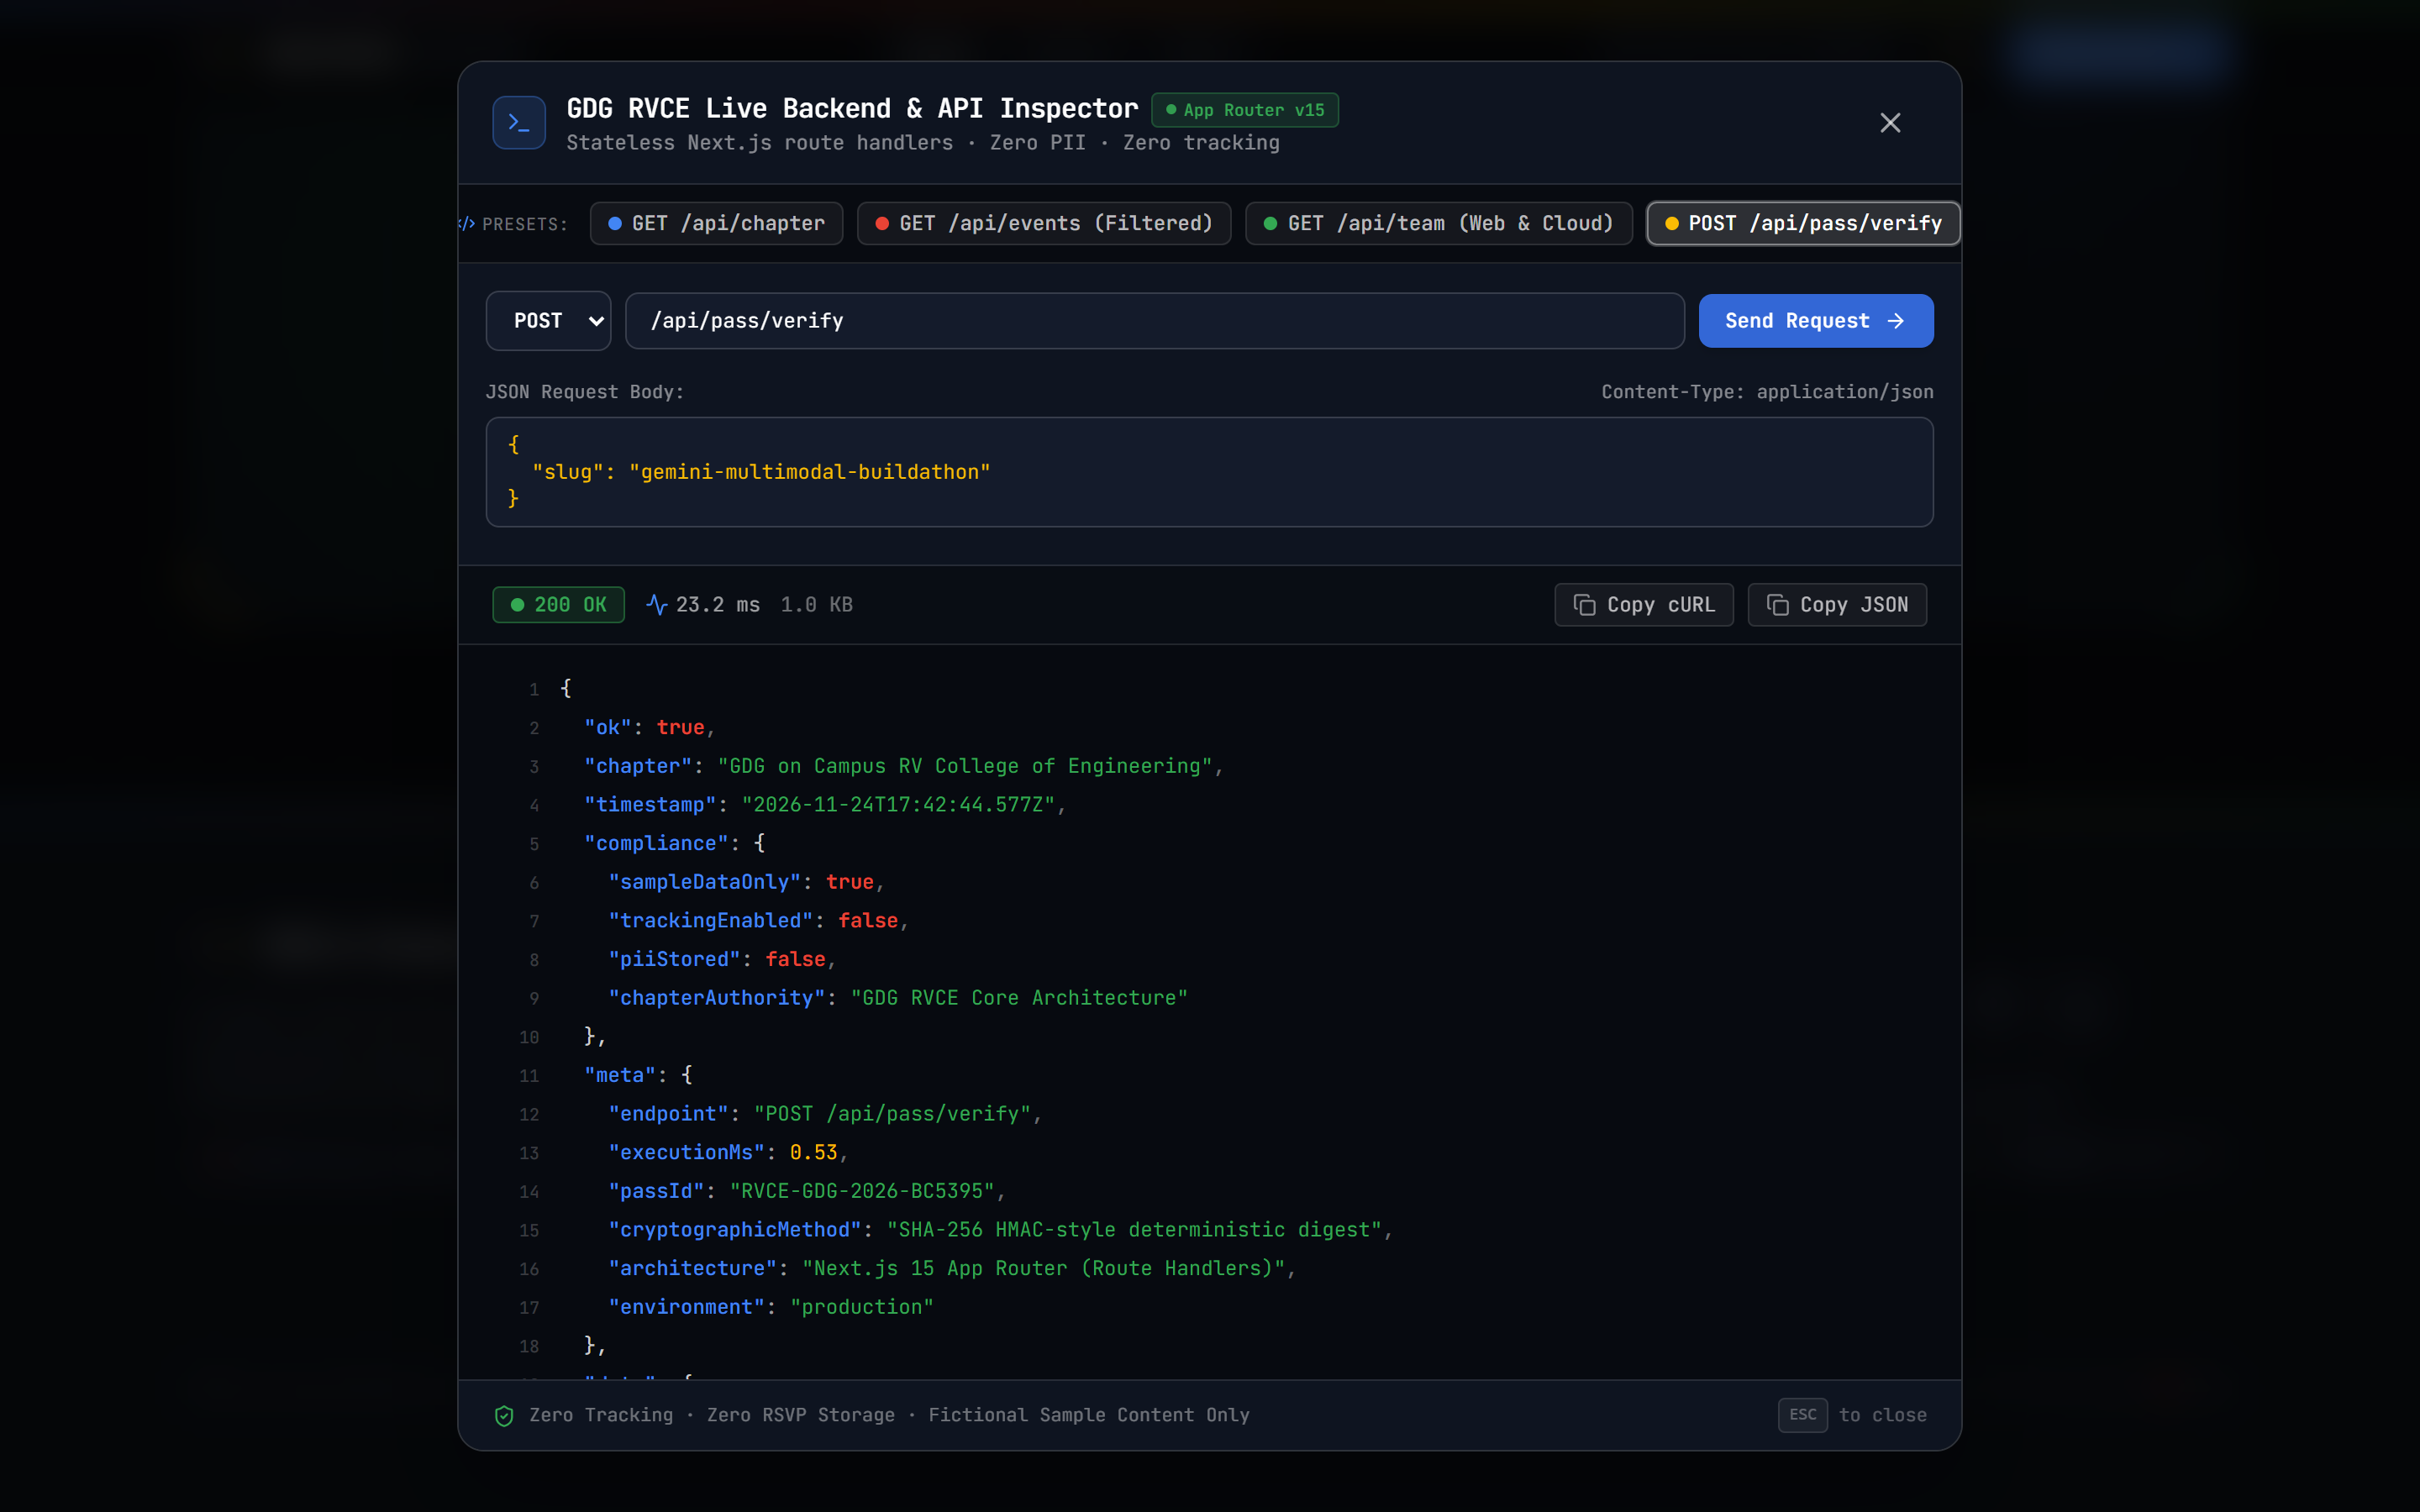 GDG RVCE Live Backend & API Inspector App Router v15
Stateless Next.js route handlers · Zero PII · Zero tracking
PRESETS: GET /api/chapter GET /api/events (Filtered) GET /api/team (Web & Cloud) POST /api/pass/verify
POST /api/pass/verify Send Request →
JSON Request Body: Content-Type: application/json
{
"slug": "gemini-multimodal-buildathon"
}
200 OK 23.2 ms 1.0 KB Copy cURL Copy JSON
1 {
2 "ok": true,
3 "chapter": "GDG on Campus RV College of Engineering",
4 "timestamp": "2026-11-24T17:42:44.577Z",
5 "compliance": {
6 "sampleDataOnly": true,
7 "trackingEnabled": false,
8 "piiStored": false,
9 "chapterAuthority": "GDG RVCE Core Architecture"
10 },
11 "meta": {
12 "endpoint": "POST /api/pass/verify",
13 "executionMs": 0.53,
14 "passId": "RVCE-GDG-2026-BC5395",
15 "cryptographicMethod": "SHA-256 HMAC-style deterministic digest",
16 "architecture": "Next.js 15 App Router (Route Handlers)",
17 "environment": "production"
18 },
Zero Tracking · Zero RSVP Storage · Fictional Sample Content Only ESC to close